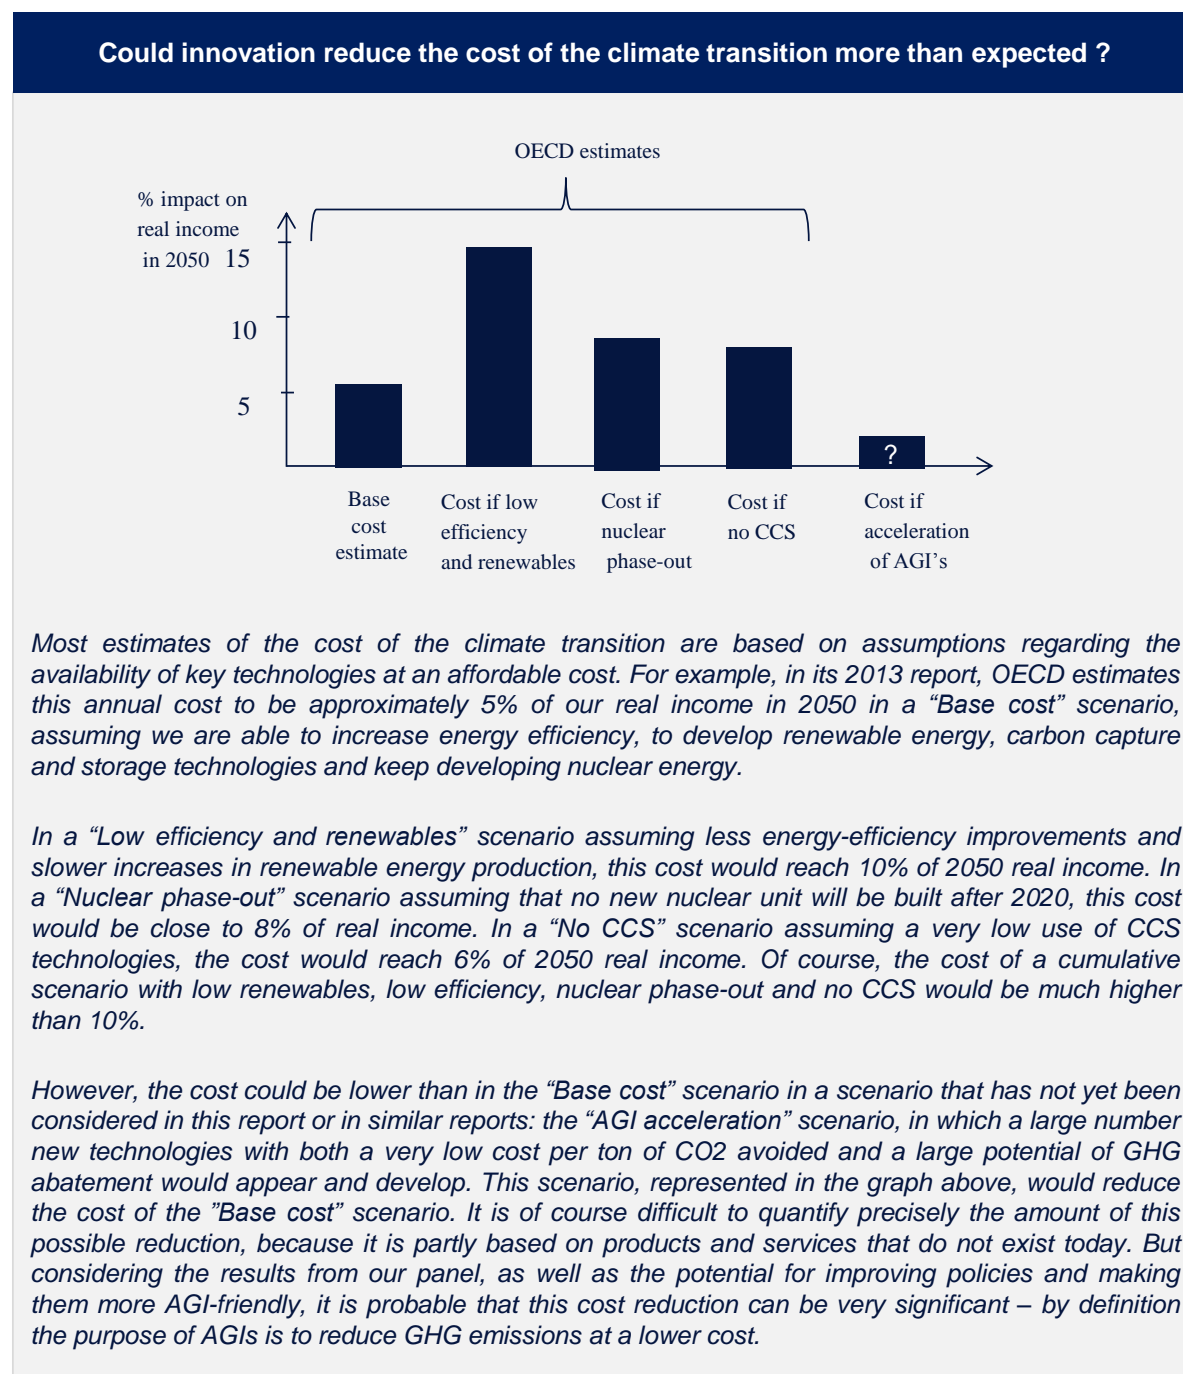 Could innovation reduce the cost of the climate transition more than expected ?
OECD estimates
% impact on
real income
in 2050
15
10
5
?
Base
cost
estimate
Cost if low
efficiency
and renewables
Cost if
nuclear
phase-out
Cost if
no CCS
Cost if
acceleration
of AGI’s
Most estimates of the cost of the climate transition are based on assumptions regarding the
availability of key technologies at an affordable cost. For example, in its 2013 report, OECD estimates
this annual cost to be approximately 5% of our real income in 2050 in a “Base cost” scenario,
assuming we are able to increase energy efficiency, to develop renewable energy, carbon capture
and storage technologies and keep developing nuclear energy.
In a “Low efficiency and renewables” scenario assuming less energy-efficiency improvements and
slower increases in renewable energy production, this cost would reach 10% of 2050 real income. In
a “Nuclear phase-out” scenario assuming that no new nuclear unit will be built after 2020, this cost
would be close to 8% of real income. In a “No CCS” scenario assuming a very low use of CCS
technologies, the cost would reach 6% of 2050 real income. Of course, the cost of a cumulative
scenario with low renewables, low efficiency, nuclear phase-out and no CCS would be much higher
than 10%.
However, the cost could be lower than in the “Base cost” scenario in a scenario that has not yet been
considered in this report or in similar reports: the “AGI acceleration” scenario, in which a large number
new technologies with both a very low cost per ton of CO2 avoided and a large potential of GHG
abatement would appear and develop. This scenario, represented in the graph above, would reduce
the cost of the ”Base cost” scenario. It is of course difficult to quantify precisely the amount of this
possible reduction, because it is partly based on products and services that do not exist today. But
considering the results from our panel, as well as the potential for improving policies and making
them more AGI-friendly, it is probable that this cost reduction can be very significant – by definition
the purpose of AGIs is to reduce GHG emissions at a lower cost.